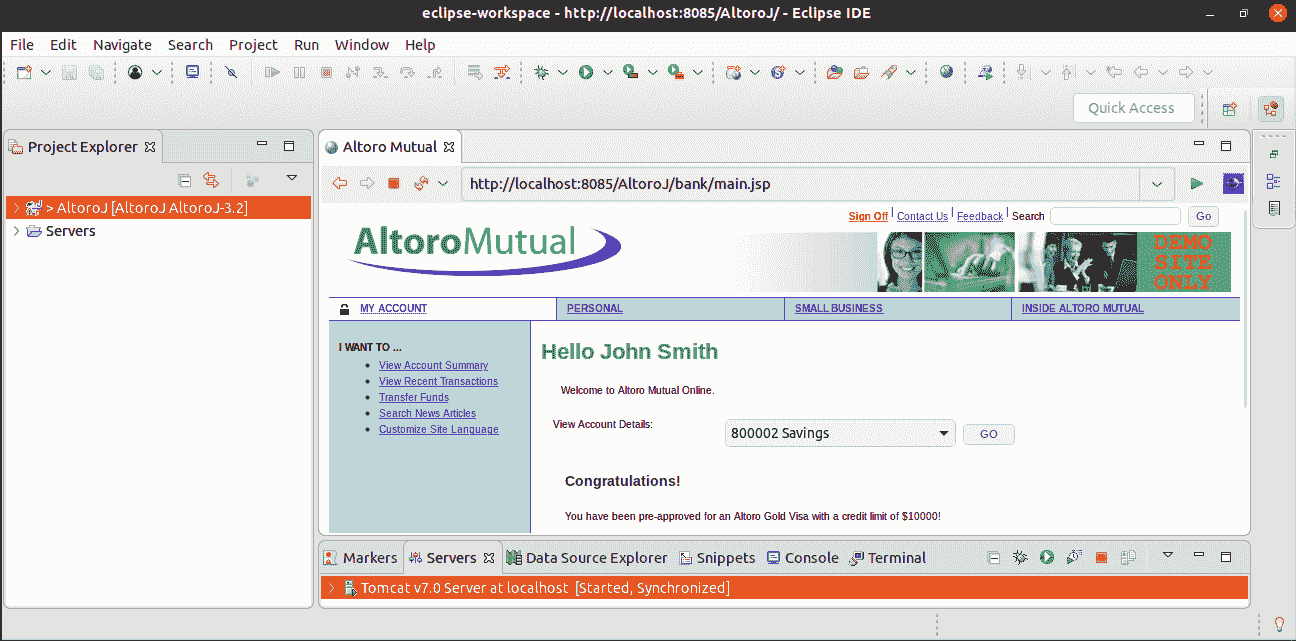 eclipse-workspace - http://localhost:8085/AltoroJ/ - Eclipse IDE
File Edit Navigate Search Project Run Window Help
Quick Access
Project Explorer
> AltoroJ [AltoroJ AltoroJ-3.2]
Servers
Altoro Mutual
http://localhost:8085/AltoroJ/bank/main.jsp
Sign Off Contact Us Feedback Search Go
AltoroMutual
DEMO
SITE
ONLY
MY ACCOUNT PERSONAL SMALL BUSINESS INSIDE ALTORO MUTUAL
I WANT TO ...
View Account Summary
View Recent Transactions
Transfer Funds
Search News Articles
Customize Site Language
Hello John Smith
Welcome to Altoro Mutual Online.
View Account Details: 800002 Savings GO
Congratulations!
You have been pre-approved for an Altoro Gold Visa with a credit limit of $10000!
Markers Servers Data Source Explorer Snippets Console Terminal
Tomcat v7.0 Server at localhost [Started, Synchronized]